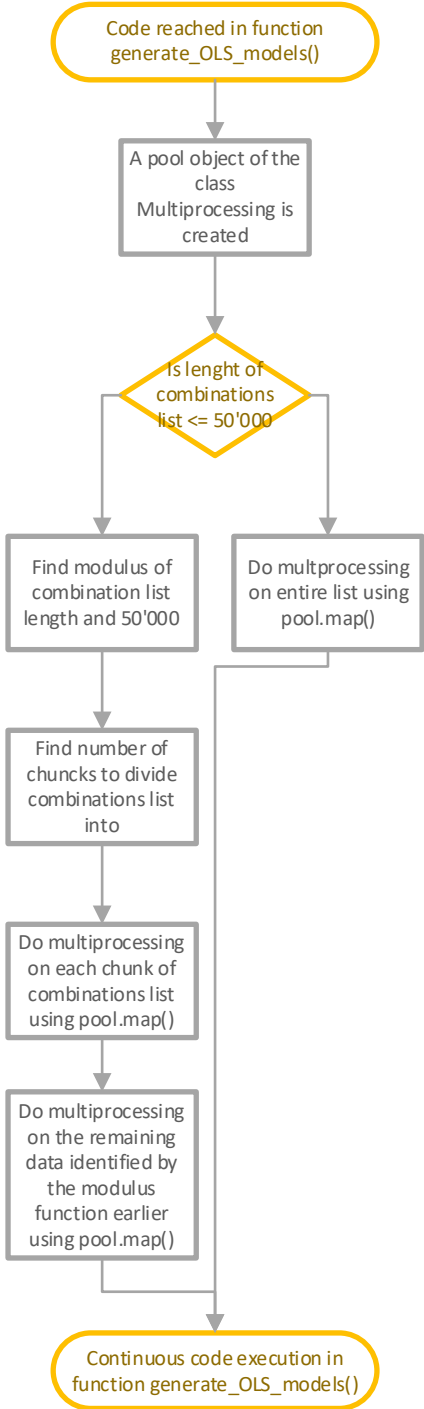 Code reached in function
generate_OLS_models()
A pool object of the
class
Multiprocessing is
created
Is lenght of
combinations
list <= 50'000
Find modulus of
combination list
length and 50'000
Do multprocessing
on entire list using
pool.map()
Find number of
chuncks to divide
combinations list
into
Do multiprocessing
on each chunk of
combinations list
using pool.map()
Do multiprocessing
on the remaining
data identified by
the modulus
function earlier
using pool.map()
Continuous code execution in
function generate_OLS_models()